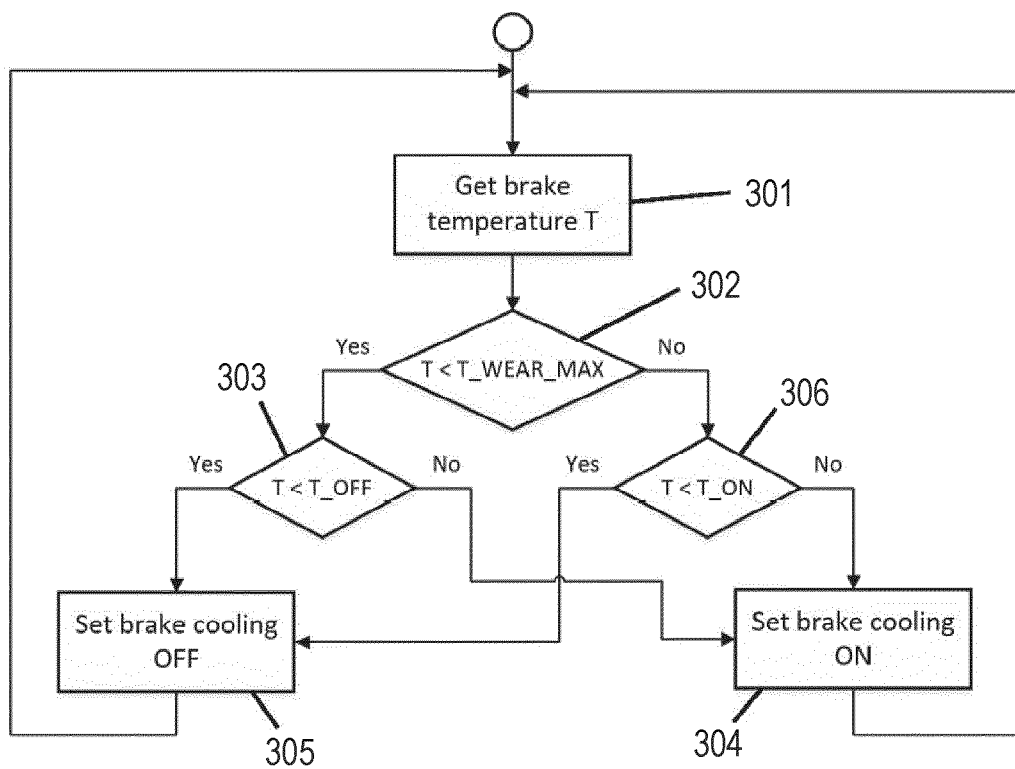 Get brake
temperature T
301
302
Yes
T < T_WEAR_MAX
No
303
306
Yes
T < T_OFF
No
Yes
T < T_ON
No
Set brake cooling
OFF
Set brake cooling
ON
305
304